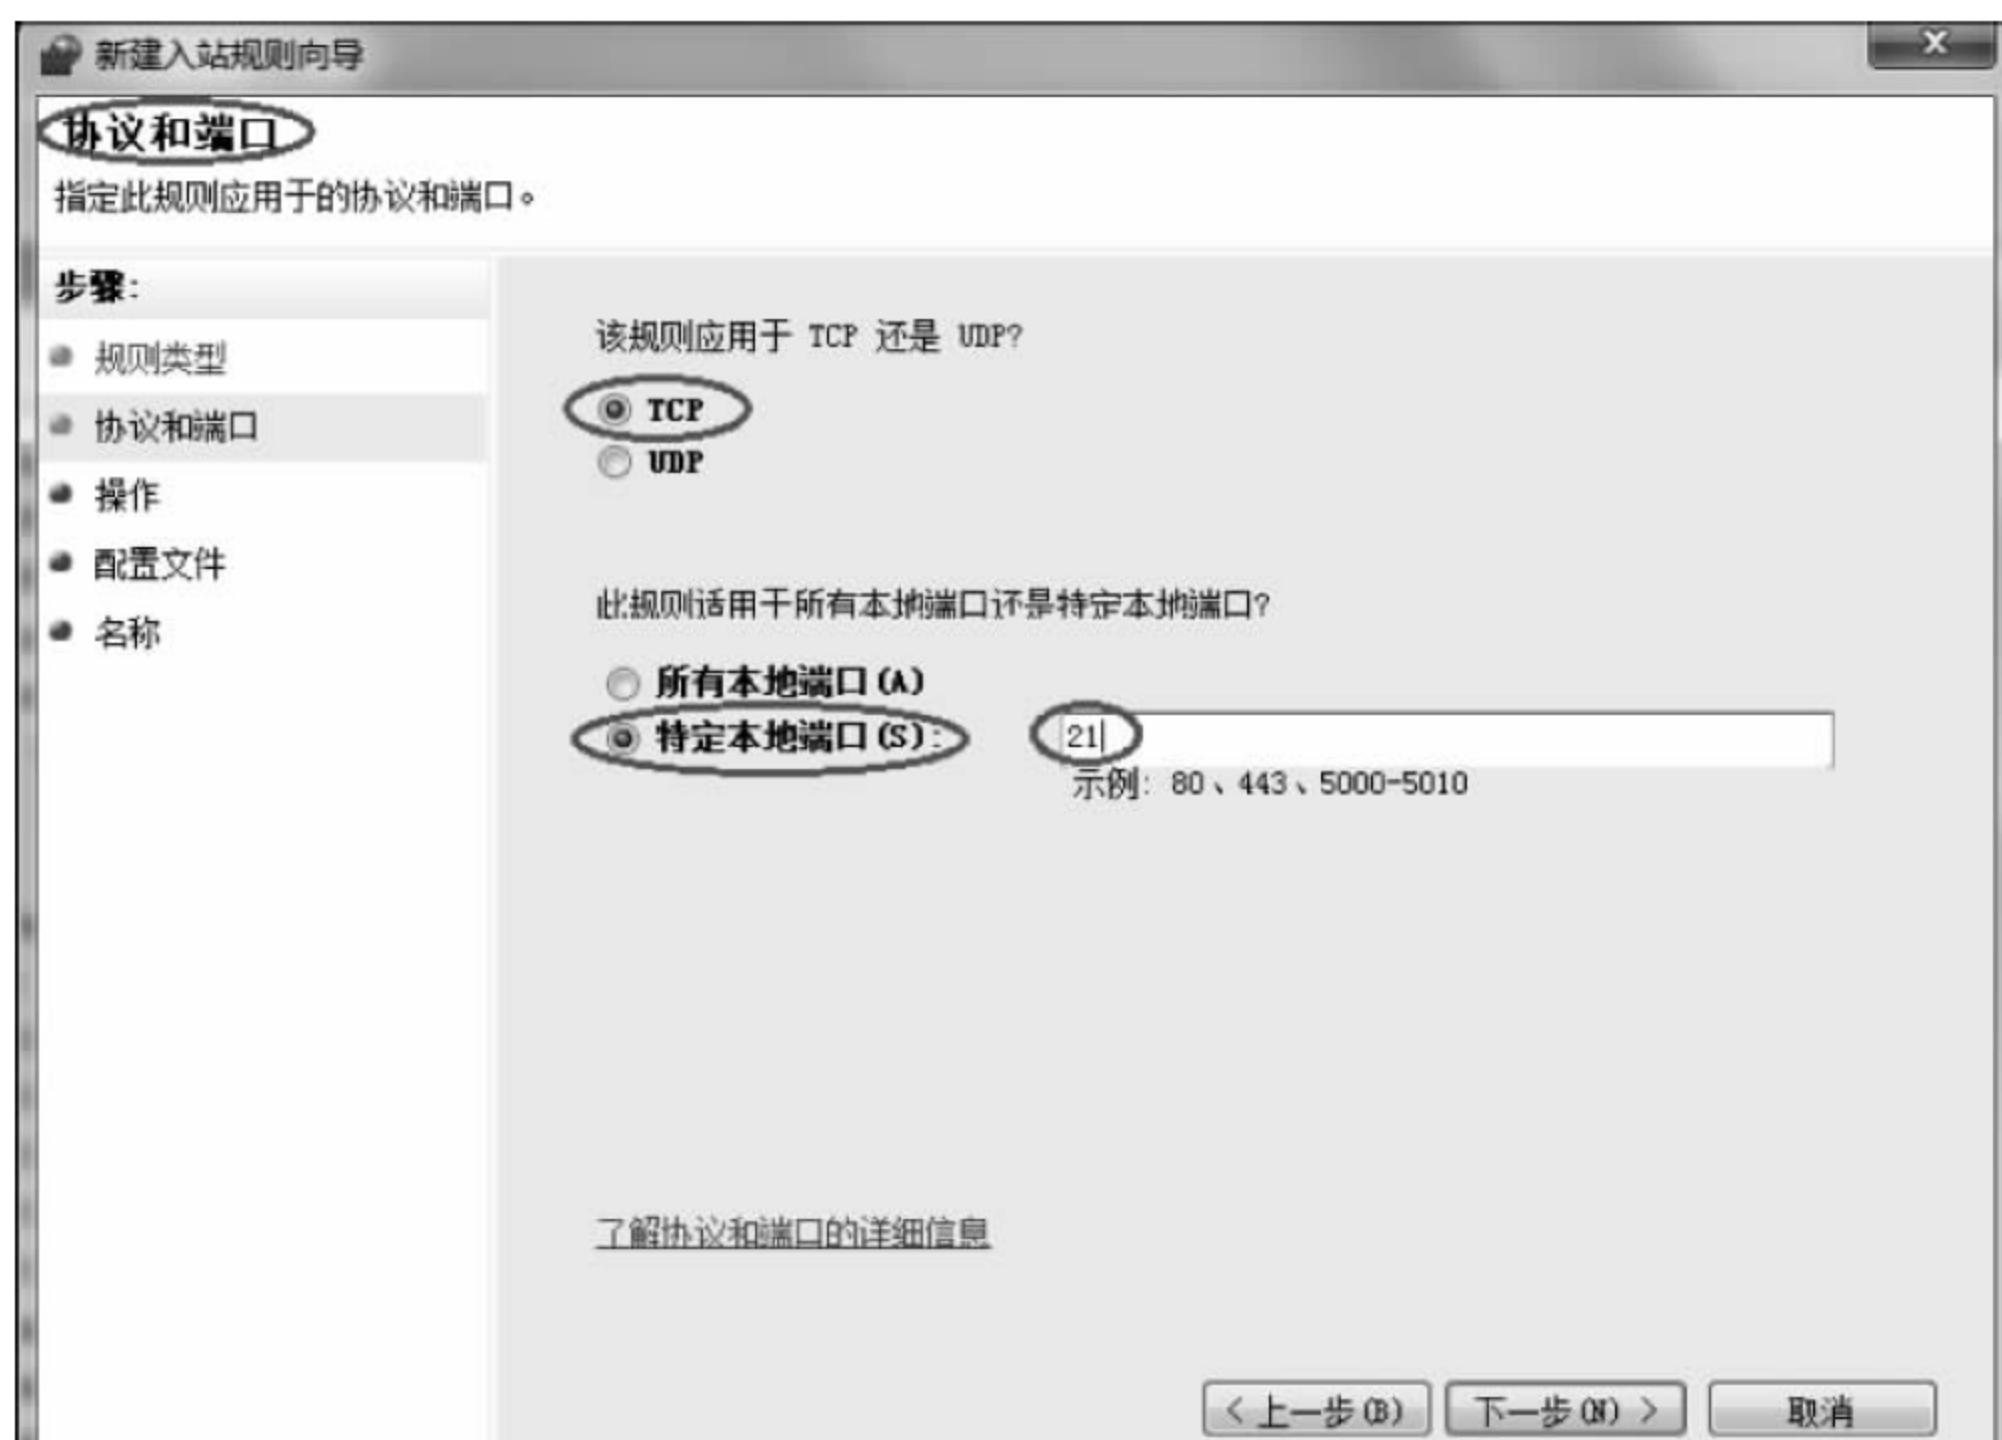 新建入站规则向导
协议和端口
指定此规则应用于的协议和端口。
步骤:
规则类型
协议和端口
操作
配置文件
名称
该规则应用于 TCP 还是 UDP?
TCP
UDP
此规则适用于所有本地端口还是特定本地端口?
所有本地端口(A)
特定本地端口(S): 21
示例: 80、443、5000-5010
了解协议和端口的详细信息
< 上一步(B) 下一步(N) > 取消